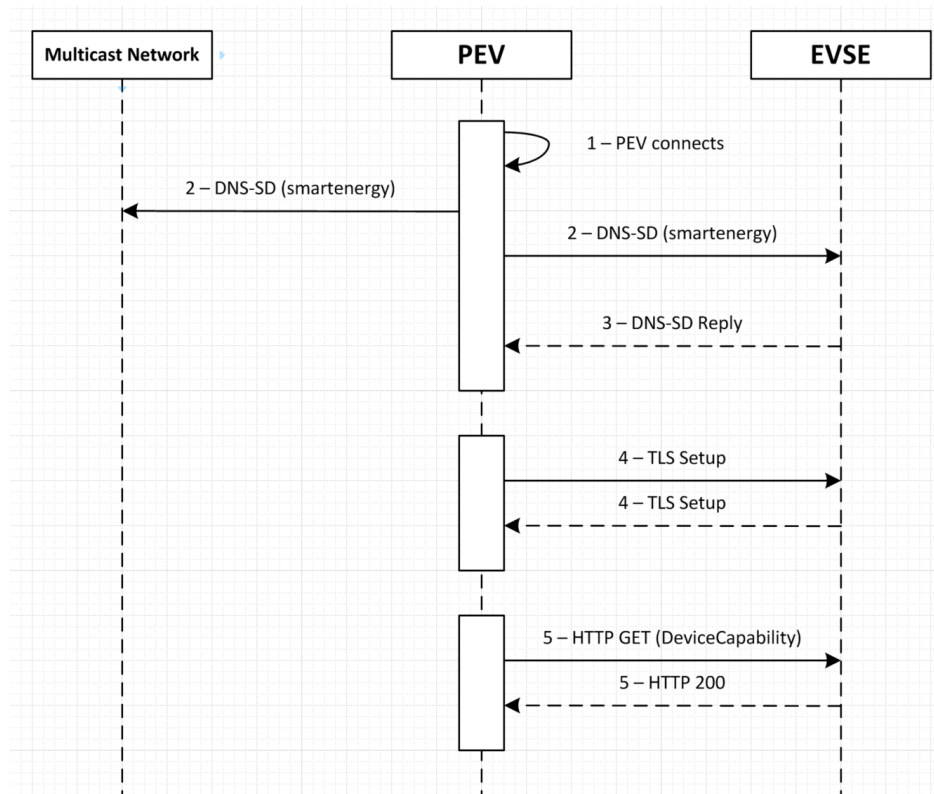 Multicast Network
PEV
EVSE
1 – PEV connects
2 – DNS-SD (smartenergy)
2 – DNS-SD (smartenergy)
3 – DNS-SD Reply
4 – TLS Setup
4 – TLS Setup
5 – HTTP GET (DeviceCapability)
5 – HTTP 200